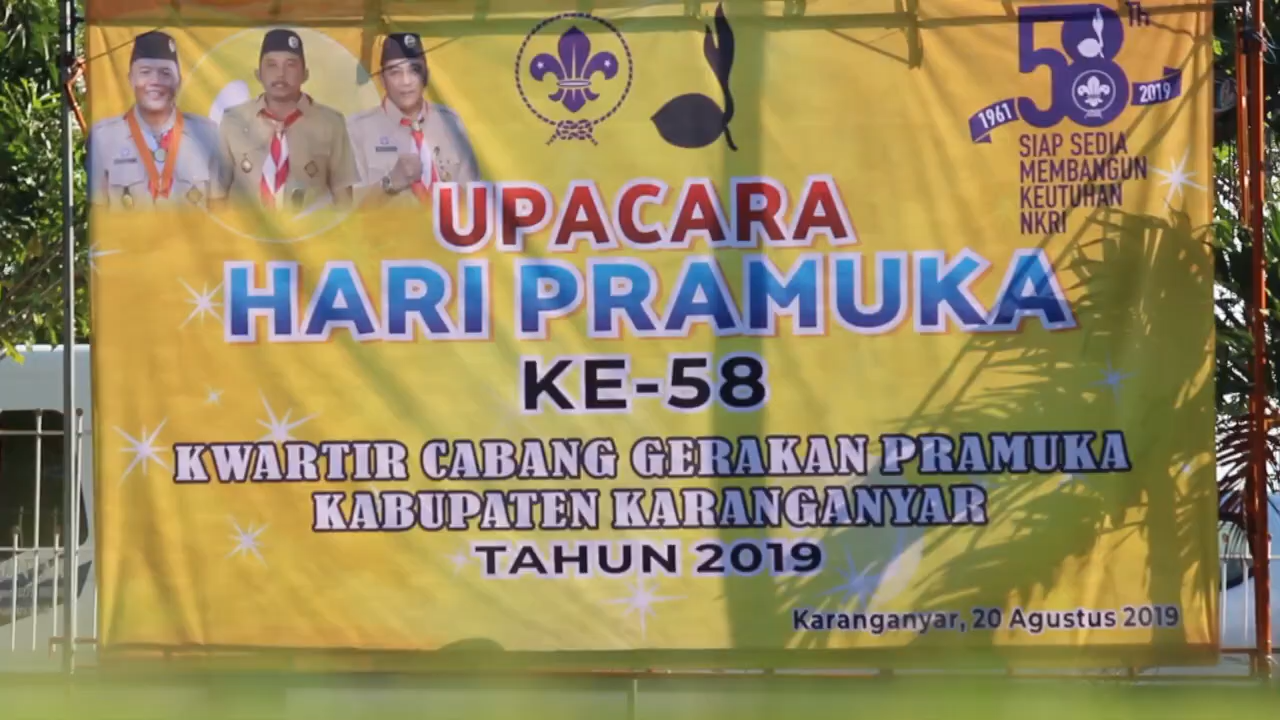 58 Th
1961 2019
SIAP SEDIA
MEMBANGUN
KEUTUHAN
NKRI
UPACARA
HARI PRAMUKA
KE-58
KWARTIR CABANG GERAKAN PRAMUKA
KABUPATEN KARANGANYAR
TAHUN 2019
Karanganyar, 20 Agustus 2019